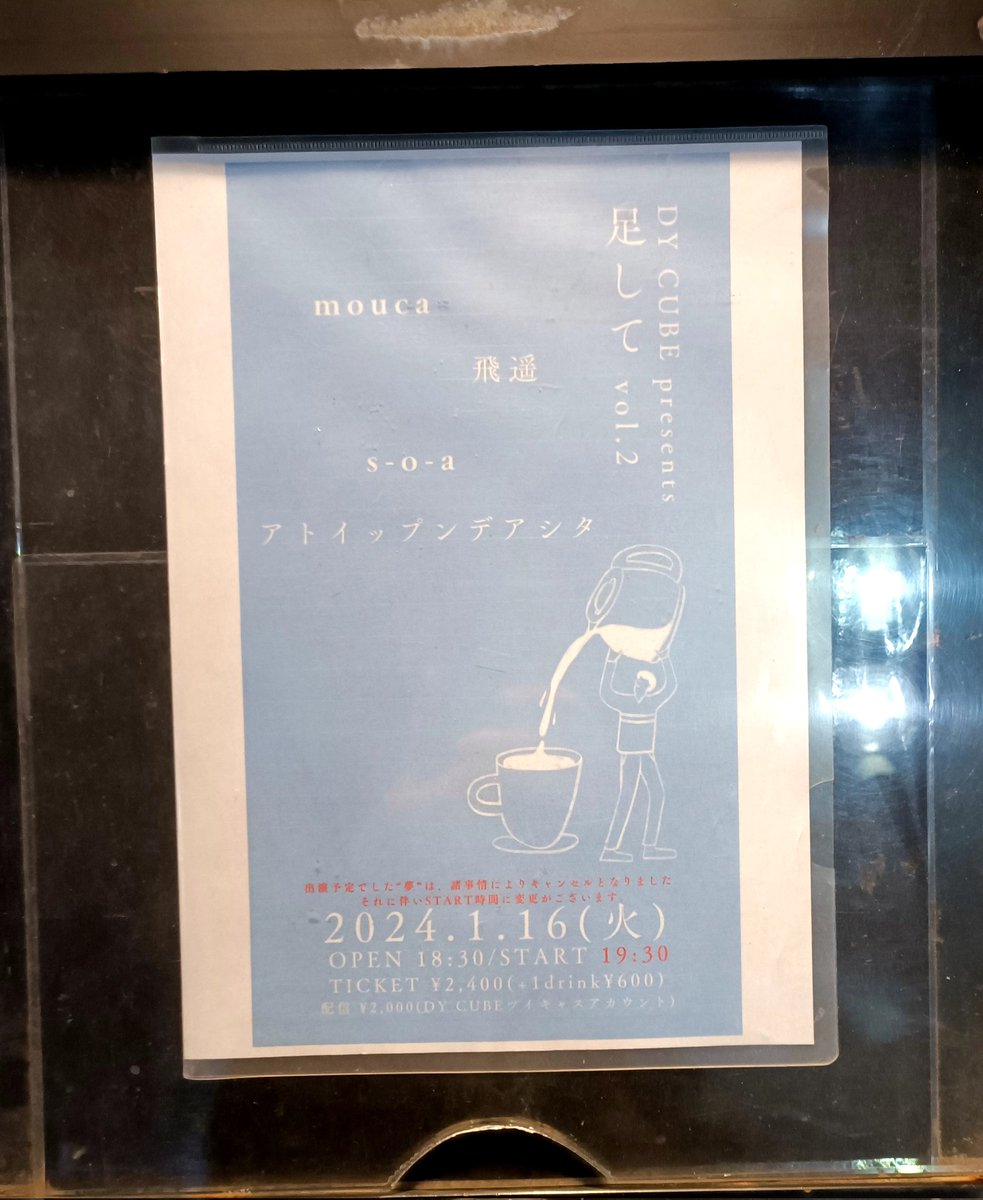 DY CUBE presents
足して vol.2
mouca
飛遥
s-o-a
アトイップンデアシタ
出演予定でした“夢”は、諸事情によりキャンセルとなりました
それに伴いSTART時間に変更がございます
2024.1.16(火)
OPEN 18:30/START 19:30
TICKET ¥2,400(+1drink¥600)
配信 ¥2,000(DY CUBEツイキャスアカウント)